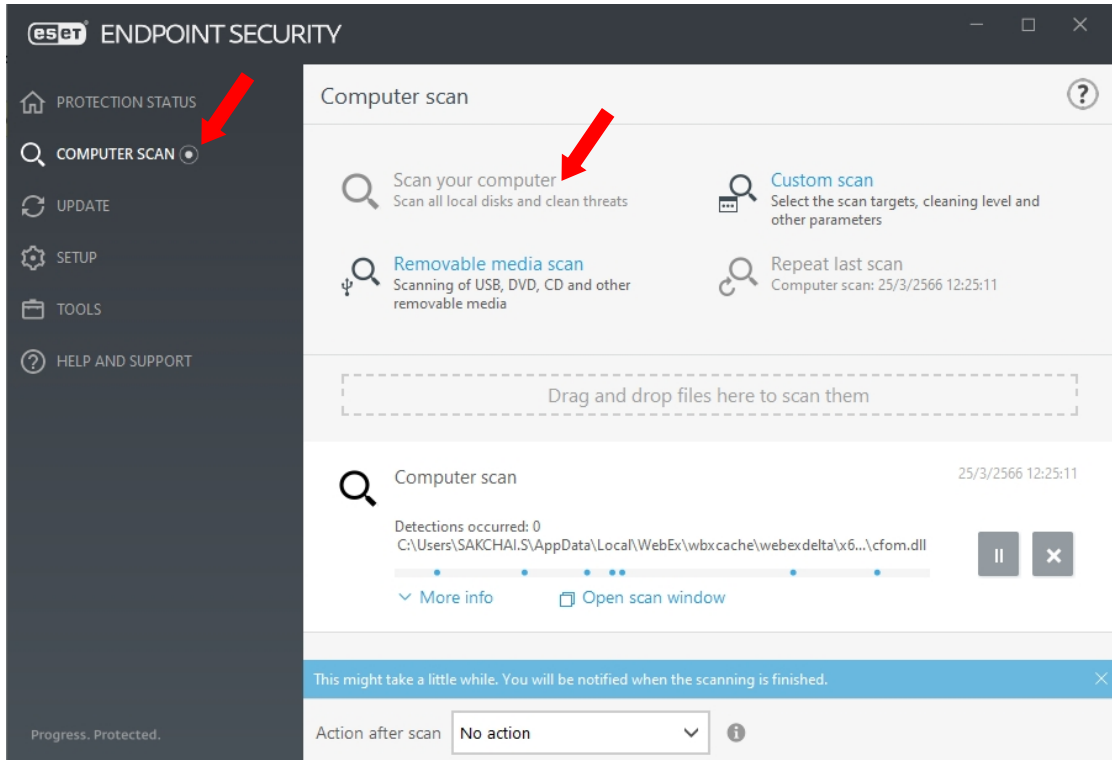 eset ENDPOINT SECURITY
PROTECTION STATUS
COMPUTER SCAN
UPDATE
SETUP
TOOLS
HELP AND SUPPORT
Progress. Protected.
Computer scan
?
Scan your computer
Scan all local disks and clean threats
Custom scan
Select the scan targets, cleaning level and
other parameters
Removable media scan
Scanning of USB, DVD, CD and other
removable media
Repeat last scan
Computer scan: 25/3/2566 12:25:11
Drag and drop files here to scan them
Computer scan
25/3/2566 12:25:11
Detections occurred: 0
C:\Users\SAKCHAI.S\AppData\Local\WebEx\wbxcache\webexdelta\x6...\cfom.dll
More info
Open scan window
This might take a little while. You will be notified when the scanning is finished.
Action after scan
No action